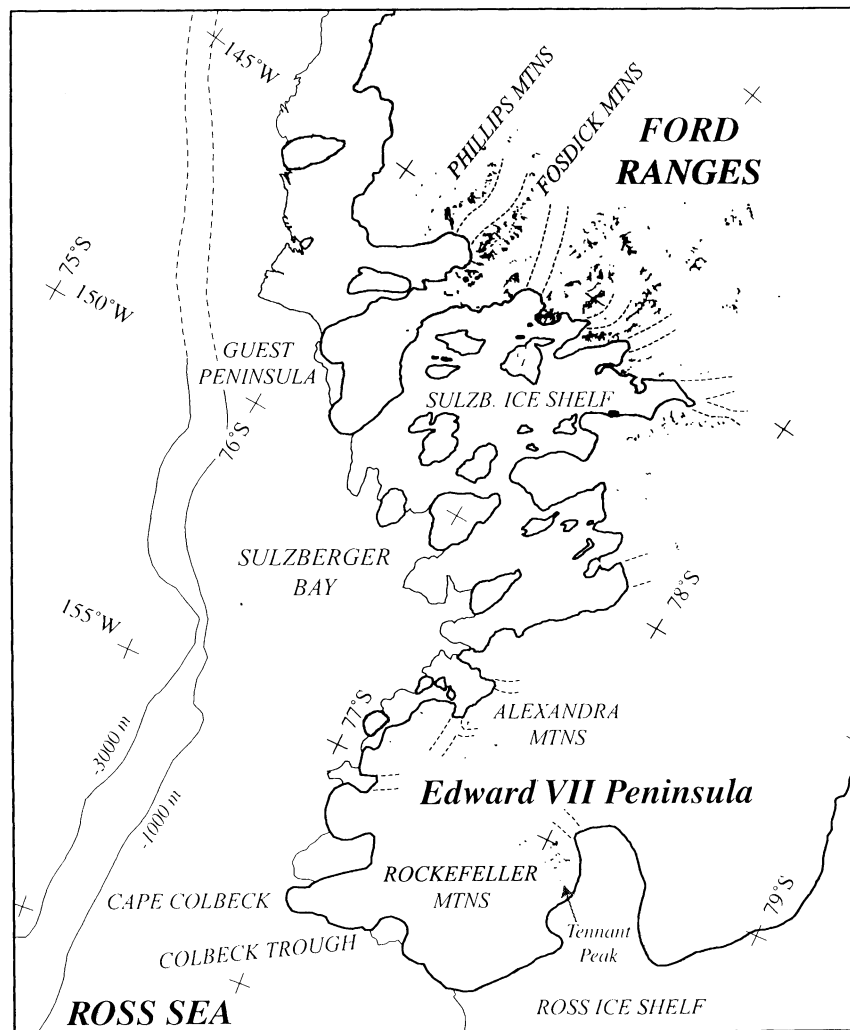 145°W
PHILLIPS MTNS
FOSDICK MTNS
FORD
RANGES
75°S
150°W
GUEST
PENINSULA
SULZB. ICE SHELF
76°S
SULZBERGER
BAY
155°W
78°S
77°S
ALEXANDRA
MTNS
-3000 m
-1000 m
Edward VII Peninsula
ROCKEFELLER
MTNS
CAPE COLBECK
79°S
Tennant
Peak
COLBECK TROUGH
ROSS SEA
ROSS ICE SHELF